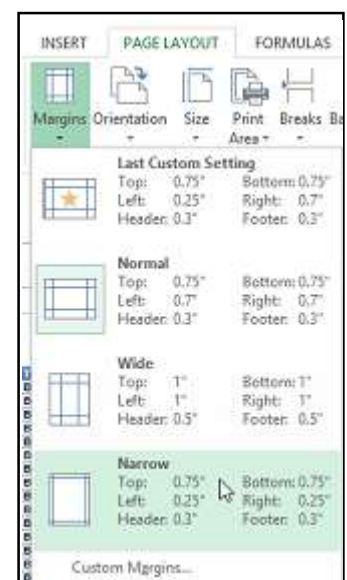 INSERT PAGE LAYOUT FORMULAS
Margins Orientation Size Print Breaks Ba
Area
Last Custom Setting
Top: 0.75" Bottom: 0.75"
Left: 0.25" Right: 0.7"
Header: 0.3" Footer: 0.3"
Normal
Top: 0.75" Bottom: 0.75"
Left: 0.7" Right: 0.7"
Header: 0.3" Footer: 0.3"
Wide
Top: 1" Bottom: 1"
Left: 1" Right: 1"
Header: 0.5" Footer: 0.5"
Narrow
Top: 0.75" Bottom: 0.75"
Left: 0.25" Right: 0.25"
Header: 0.3" Footer: 0.3"
Custom Margins...